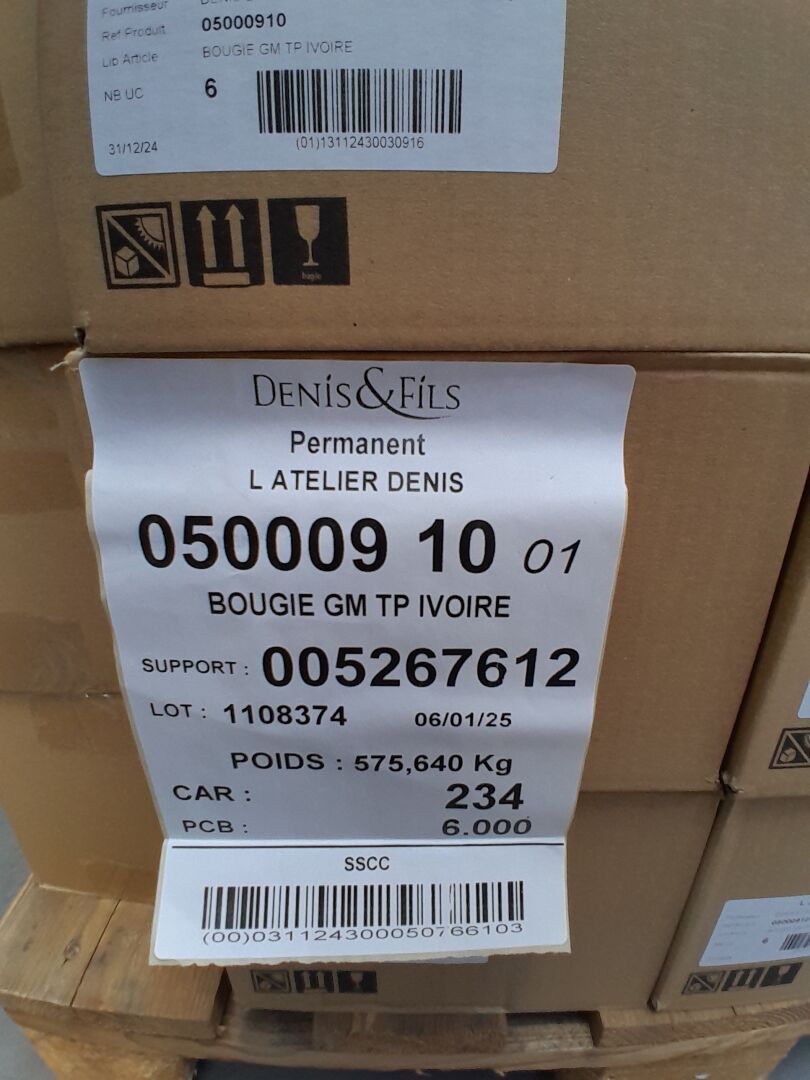 Fournisseur
Ref Produit 05000910
Lib Article BOUGIE GM TP IVOIRE
NB UC 6
31/12/24 (01)13112430030916
fragile
DENIS&FILS
Permanent
L ATELIER DENIS
050009 10 01
BOUGIE GM TP IVOIRE
SUPPORT : 005267612
LOT : 1108374 06/01/25
POIDS : 575,640 Kg
CAR : 234
PCB : 6.000
SSCC
(00)031124300050766103
6